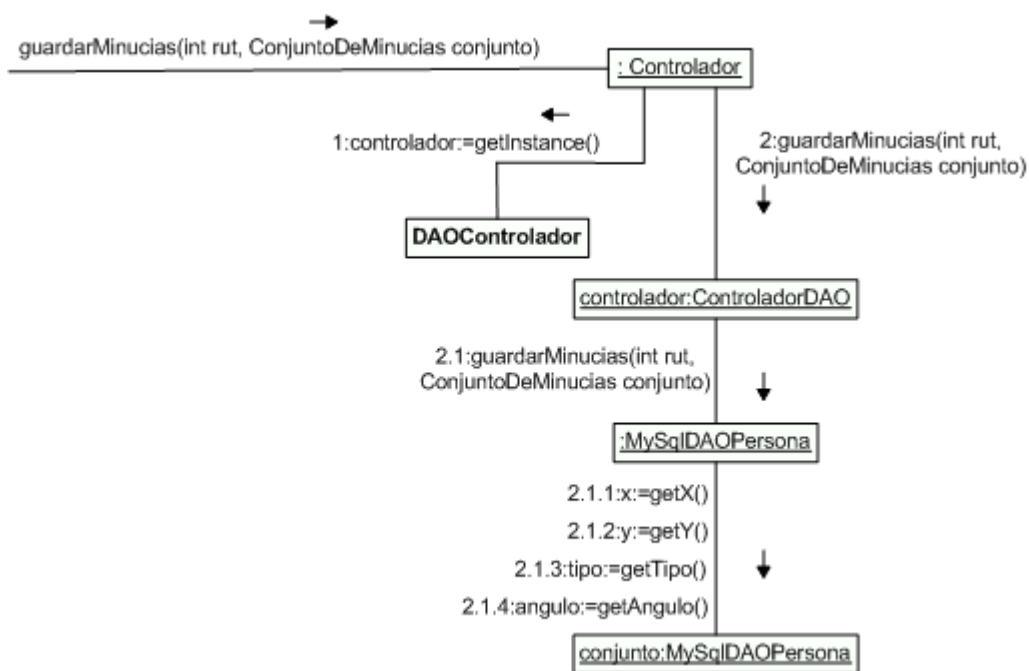 guardarMinucias(int rut, ConjuntoDeMinucias conjunto)
: Controlador
1:controlador:=getInstance()
2:guardarMinucias(int rut,
ConjuntoDeMinucias conjunto)
DAOControlador
controlador:ControladorDAO
2.1:guardarMinucias(int rut,
ConjuntoDeMinucias conjunto)
:MySqlDAOPersona
2.1.1:x:=getX()
2.1.2:y:=getY()
2.1.3:tipo:=getTipo()
2.1.4:angulo:=getAngulo()
conjunto:MySqlDAOPersona